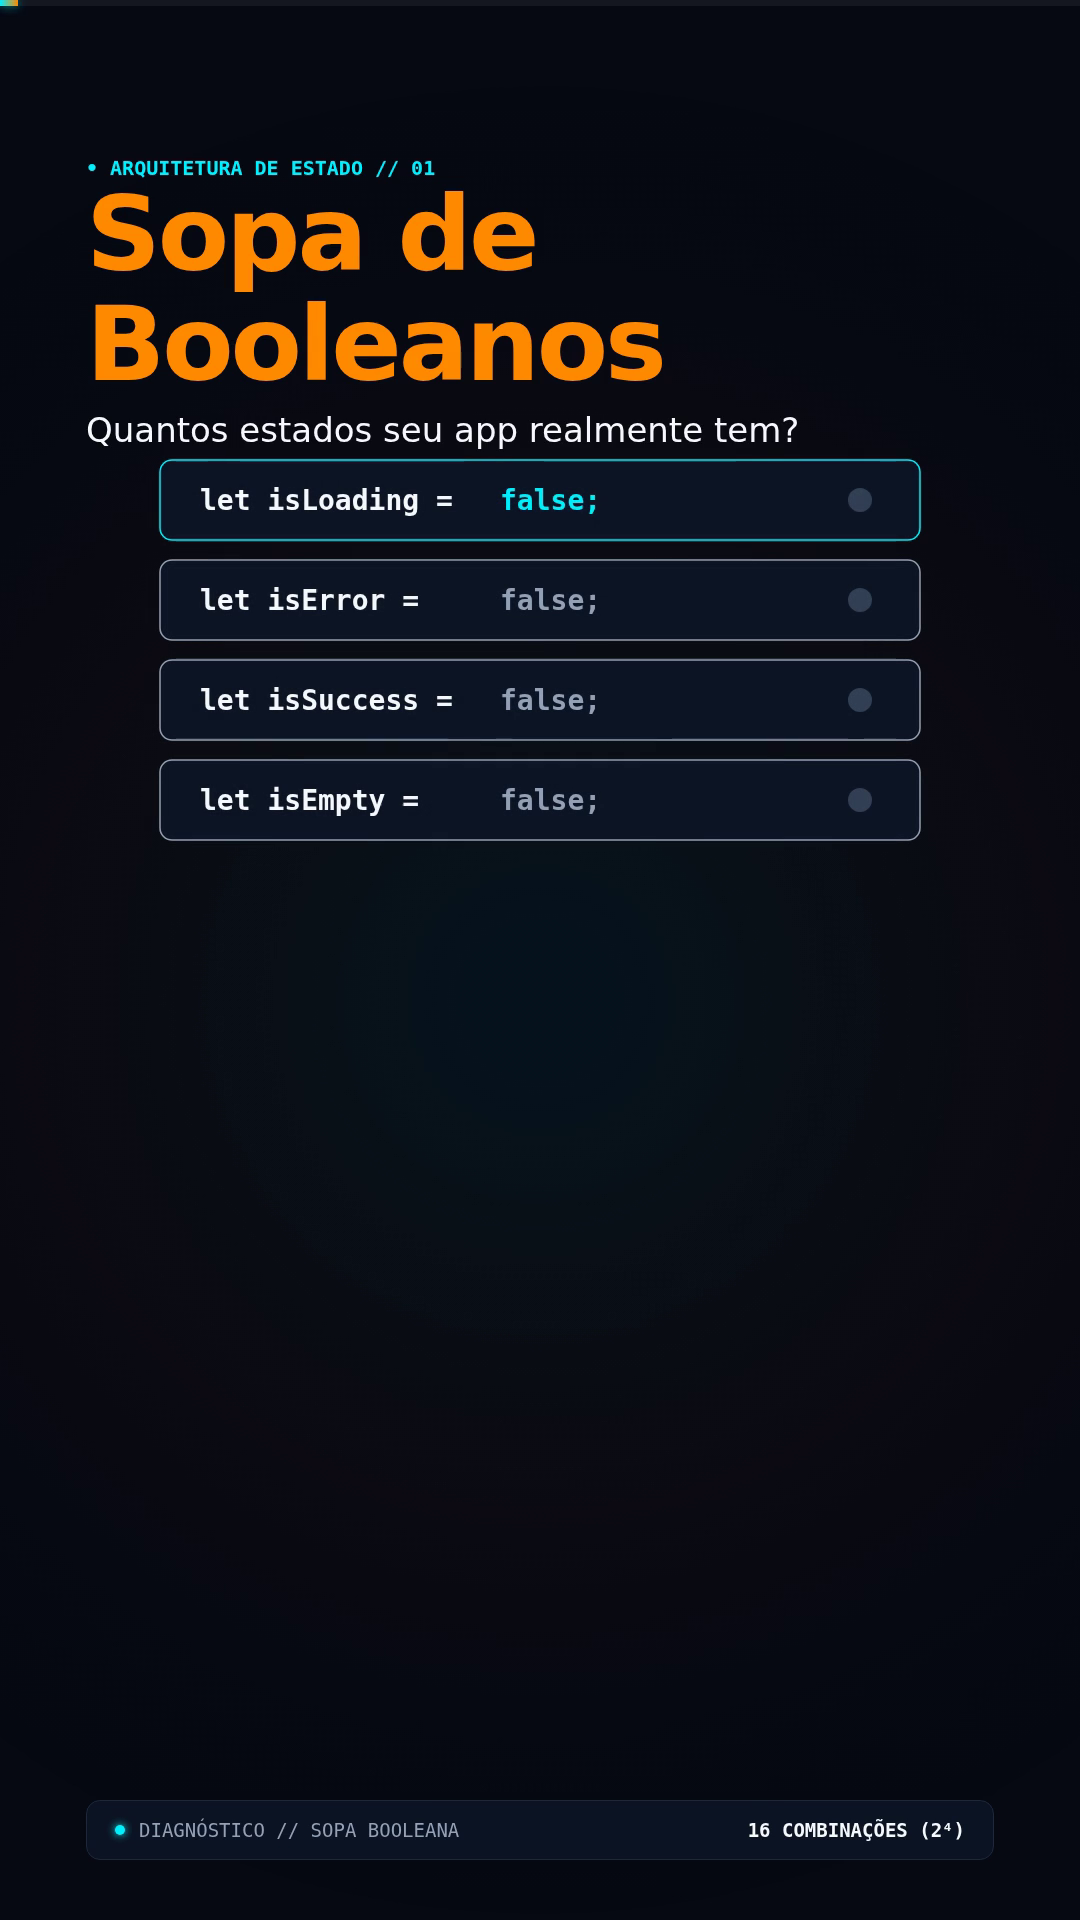 • ARQUITETURA DE ESTADO // 01
Sopa de
Booleanos
Quantos estados seu app realmente tem?
let isLoading = false;
let isError = false;
let isSuccess = false;
let isEmpty = false;
DIAGNÓSTICO // SOPA BOOLEANA 16 COMBINAÇÕES (2⁴)